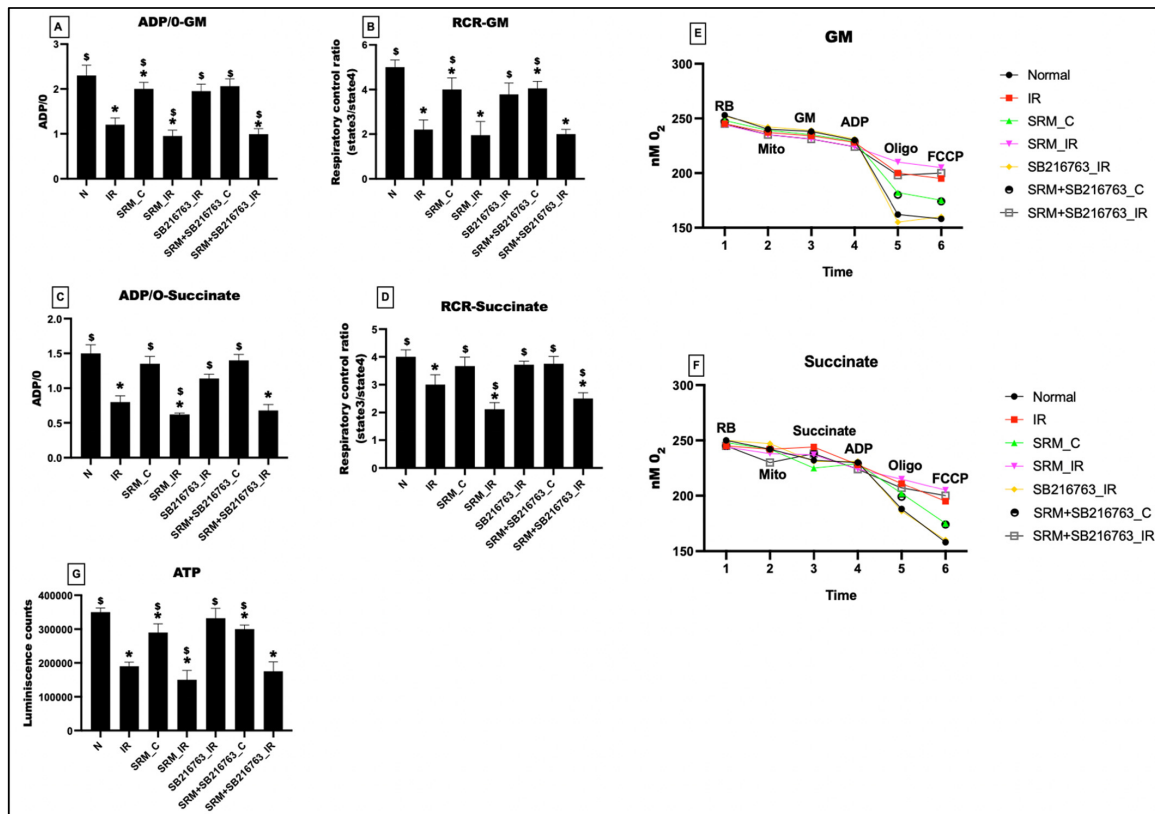 A
ADP/0-GM
ADP/0
3
2
1
0
$
*
$
*
$
*
$
$
$
*
N
IR
SRM_C
SRM_IR
SB216763_IR
SRM+SB216763_C
SRM+SB216763_IR
B
RCR-GM
Respiratory control ratio
(state3/state4)
6
4
2
0
$
*
$
*
*
$
$
*
*
N
IR
SRM_C
SRM_IR
SB216763_IR
SRM+SB216763_C
SRM+SB216763_IR
E
GM
nM O2
250
200
150
RB
Mito
GM
ADP
Oligo
FCCP
1 2 3 4 5 6
Time
Normal
IR
SRM_C
SRM_IR
SB216763_IR
SRM+SB216763_C
SRM+SB216763_IR
C
ADP/O-Succinate
ADP/0
2.0
1.5
1.0
0.5
0.0
$
*
$
$
*
$
$
*
N
IR
SRM_C
SRM_IR
SB216763_IR
SRM+SB216763_C
SRM+SB216763_IR
D
RCR-Succinate
Respiratory control ratio
(state3/state4)
5
4
3
2
1
0
$
*
$
$
*
$
$
$
*
N
IR
SRM_C
SRM_IR
SB216763_IR
SRM+SB216763_C
SRM+SB216763_IR
F
Succinate
nM O2
300
250
200
150
RB
Mito
Succinate
ADP
Oligo
FCCP
1 2 3 4 5 6
Time
Normal
IR
SRM_C
SRM_IR
SB216763_IR
SRM+SB216763_C
SRM+SB216763_IR
G
ATP
Luminiscence counts
400000
300000
200000
100000
0
$
*
$
*
$
*
$
$
*
*
N
IR
SRM_C
SRM_IR
SB216763_IR
SRM+SB216763_C
SRM+SB216763_IR